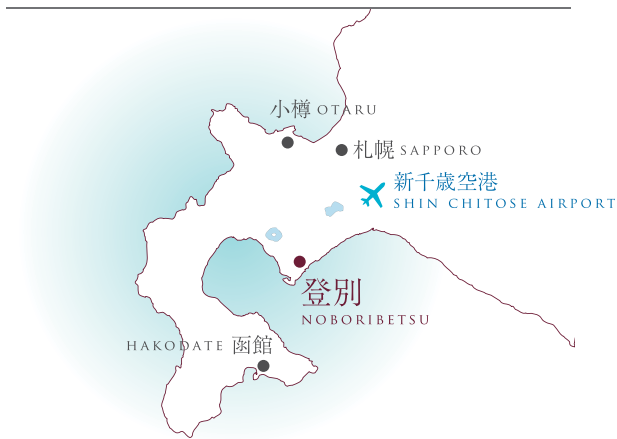 小樽 OTARU
札幌 SAPPORO
新千歳空港
SHIN CHITOSE AIRPORT
登別
NOBORIBETSU
HAKODATE 函館